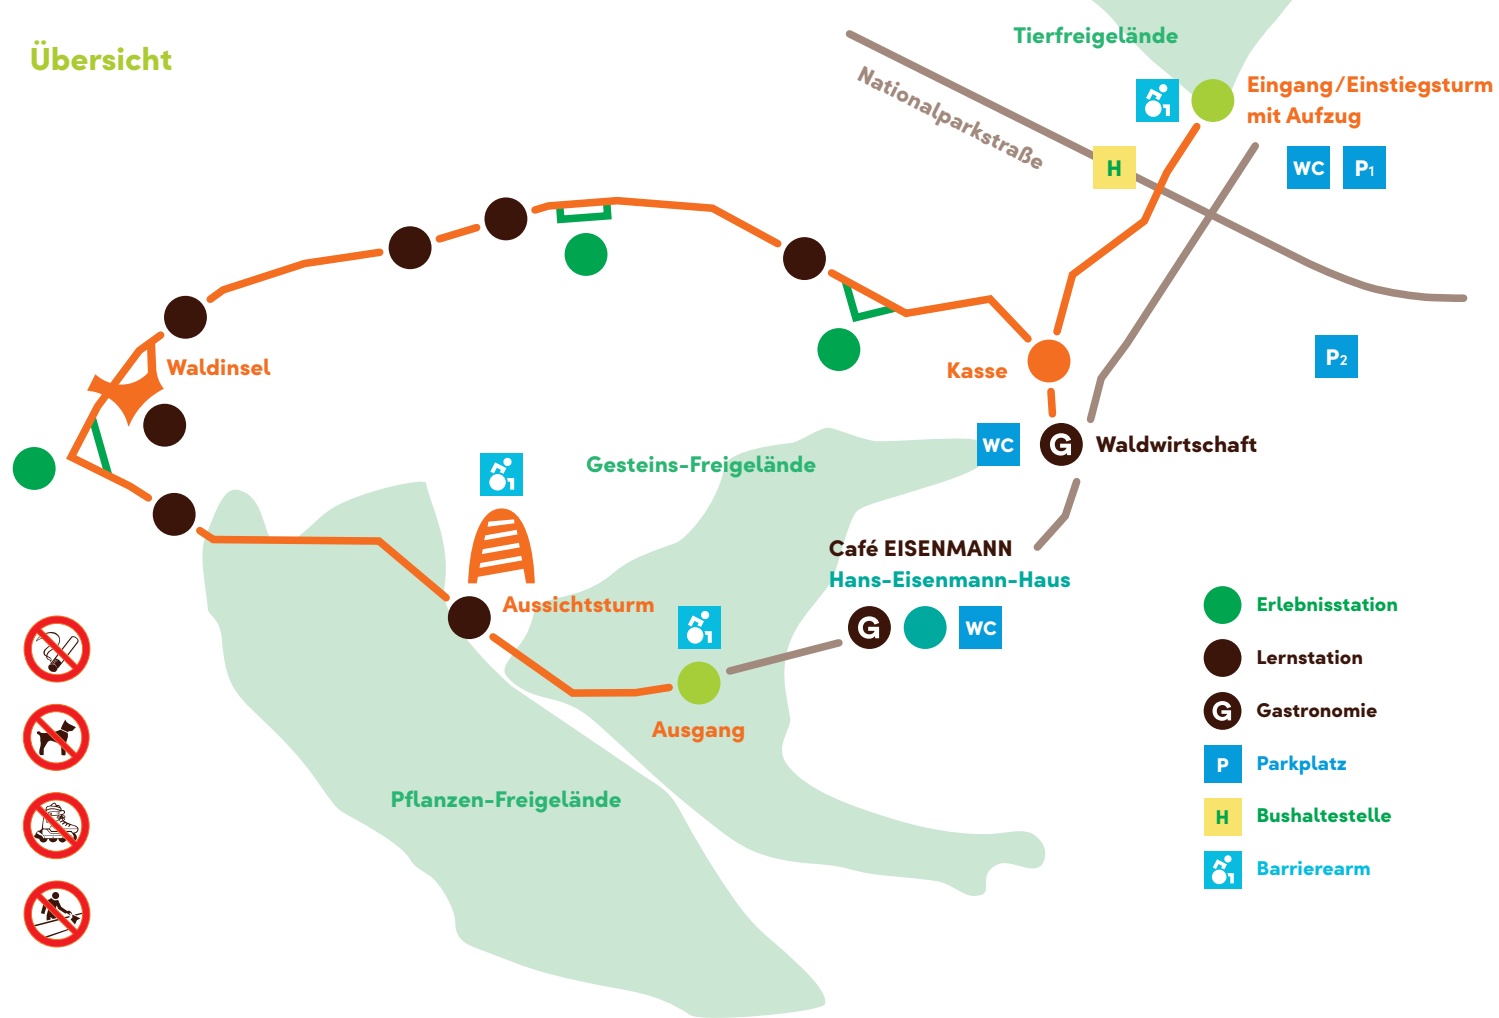 Übersicht
Tierfreigelände
Nationalparkstraße
Eingang/Einstiegsturm
mit Aufzug
H
WC
P1
P2
Waldinsel
Kasse
WC
G
Waldwirtschaft
Gesteins-Freigelände
Café EISENMANN
Hans-Eisenmann-Haus
G
WC
Aussichtsturm
Ausgang
Pflanzen-Freigelände
Erlebnisstation
Lernstation
G Gastronomie
P Parkplatz
H Bushaltestelle
Barrierearm